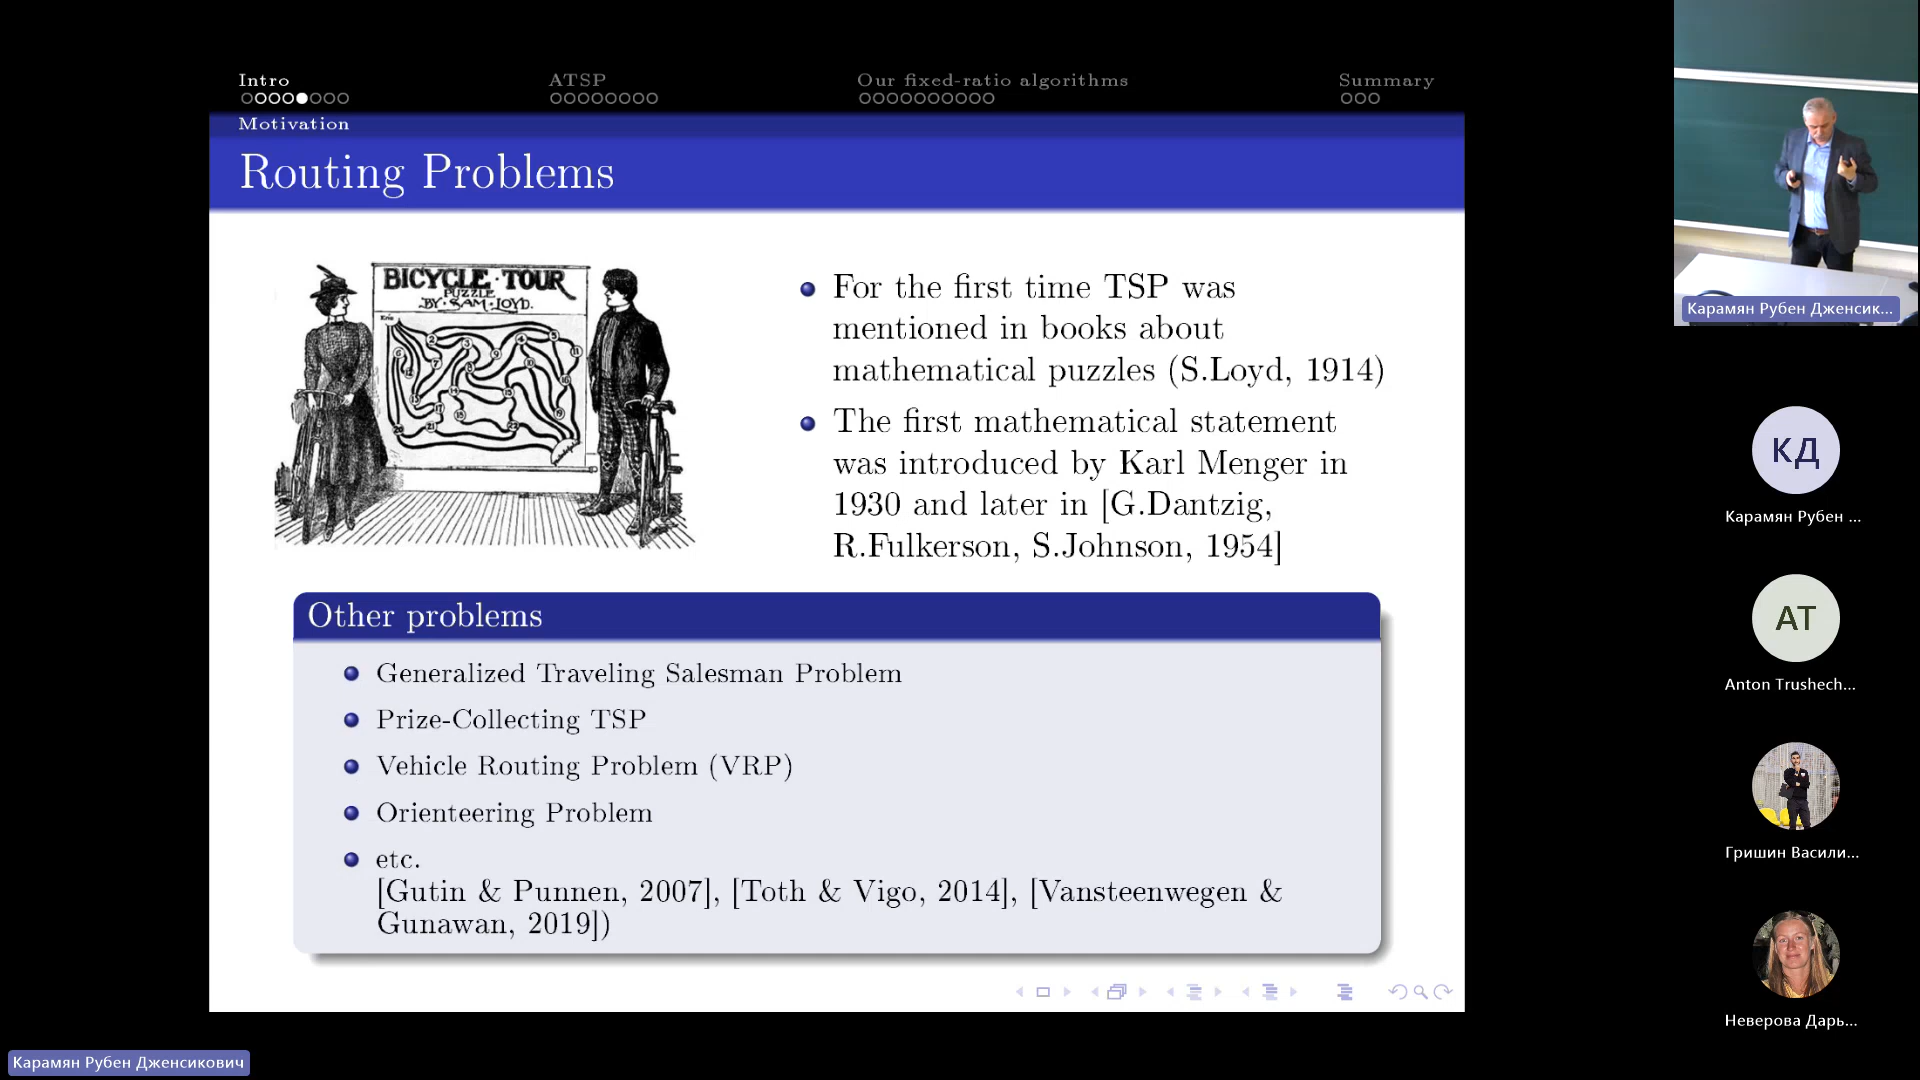 Intro
ATSP
Our fixed-ratio algorithms
Summary
Motivation
Routing Problems
BICYCLE TOUR
PUZZLE
BY SAM LOYD.
Erie
For the first time TSP was
mentioned in books about
mathematical puzzles (S.Loyd, 1914)
The first mathematical statement
was introduced by Karl Menger in
1930 and later in [G.Dantzig,
R.Fulkerson, S.Johnson, 1954]
Other problems
Generalized Traveling Salesman Problem
Prize-Collecting TSP
Vehicle Routing Problem (VRP)
Orienteering Problem
etc.
[Gutin & Punnen, 2007], [Toth & Vigo, 2014], [Vansteenwegen &
Gunawan, 2019])
Карамян Рубен Дженсик...
КД
Карамян Рубен ...
AT
Anton Trushech...
Гришин Васили...
Неверова Дарь...
Карамян Рубен Дженсикович